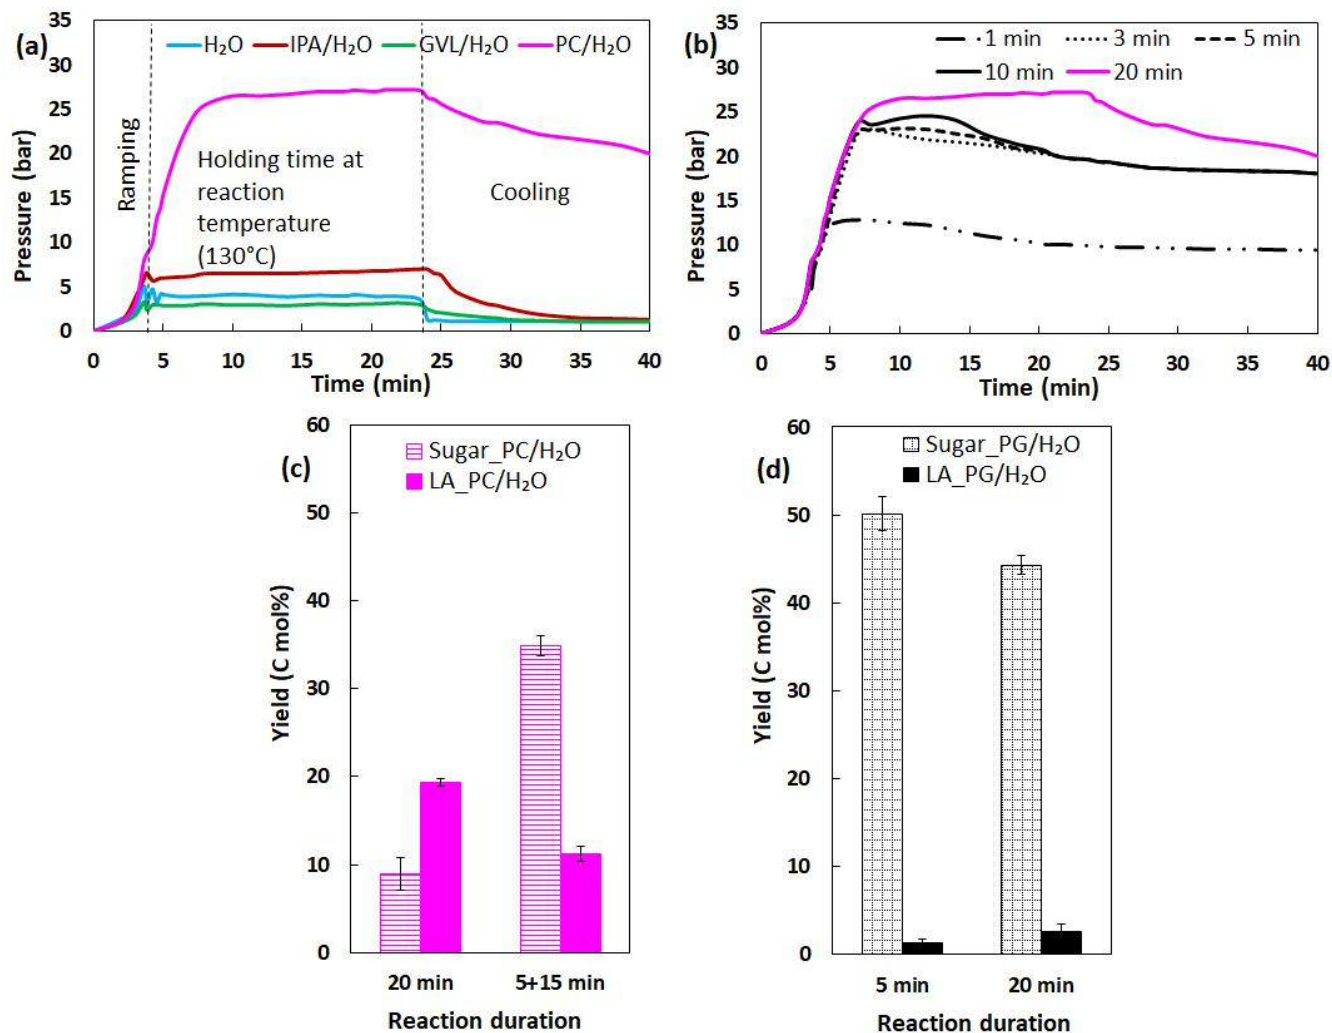 (a)
H₂O IPA/H₂O GVL/H₂O PC/H₂O
35
30
25
20
15
10
5
0
Pressure (bar)
Ramping
Holding time at
reaction
temperature
(130°C)
Cooling
0 5 10 15 20 25 30 35 40
Time (min)
(b)
1 min 3 min 5 min
10 min 20 min
35
30
25
20
15
10
5
0
Pressure (bar)
0 5 10 15 20 25 30 35 40
Time (min)
(c)
Sugar_PC/H₂O
LA_PC/H₂O
60
50
40
30
20
10
0
Yield (C mol%)
20 min 5+15 min
Reaction duration
(d)
Sugar_PG/H₂O
LA_PG/H₂O
60
50
40
30
20
10
0
Yield (C mol%)
5 min 20 min
Reaction duration